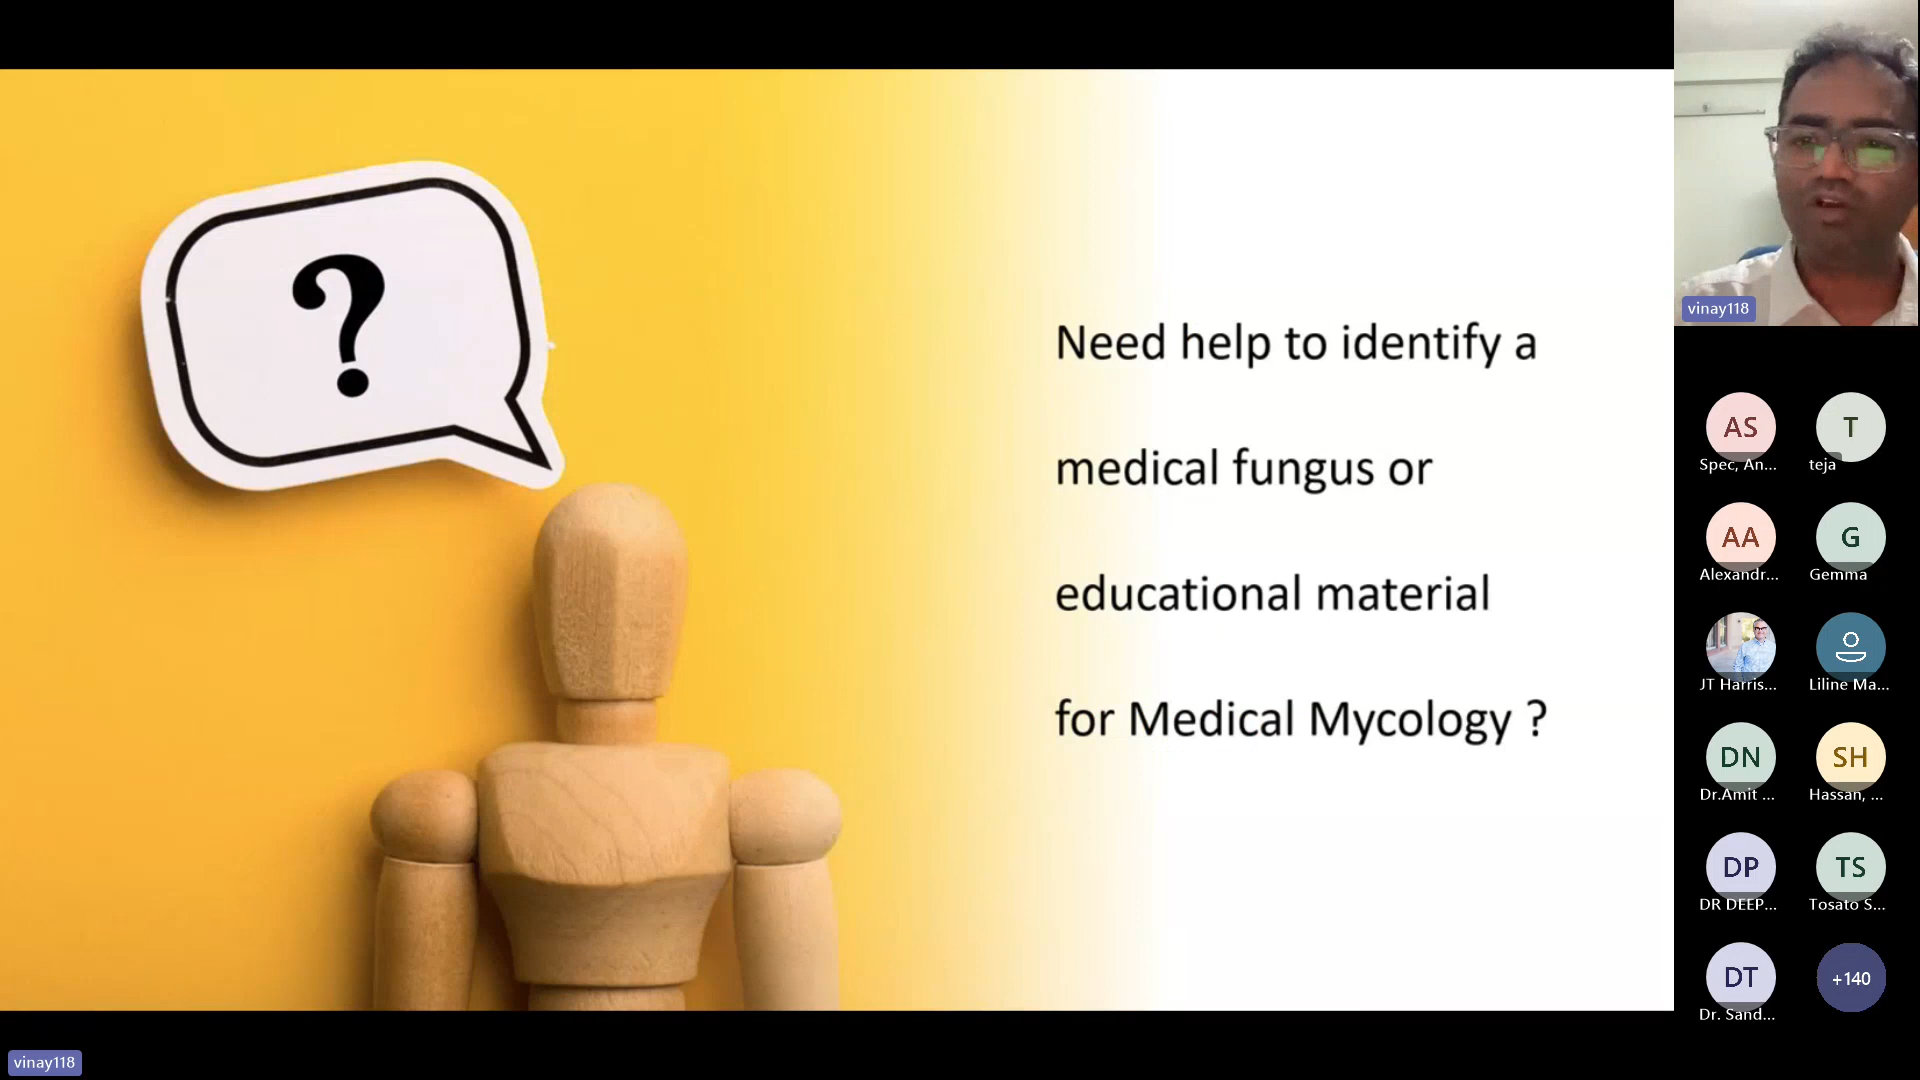 ?
Need help to identify a
medical fungus or
educational material
for Medical Mycology ?
vinay118
AS
Spec, An...
T
teja
AA
Alexandr...
G
Gemma
JT Harris...
Liline Ma...
DN
Dr.Amit ...
SH
Hassan, ...
DP
DR DEEP...
TS
Tosato S...
DT
Dr. Sand...
+140
vinay118